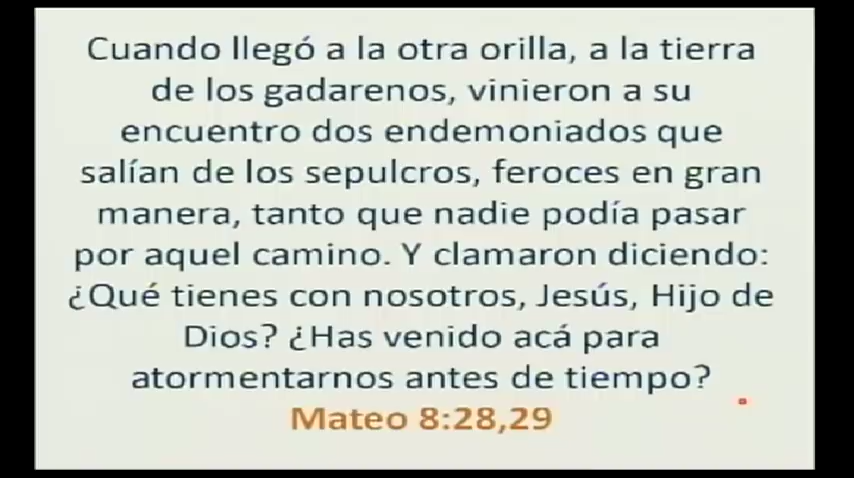 Cuando llegó a la otra orilla, a la tierra
de los gadarenos, vinieron a su
encuentro dos endemoniados que
salían de los sepulcros, feroces en gran
manera, tanto que nadie podía pasar
por aquel camino. Y clamaron diciendo:
¿Qué tienes con nosotros, Jesús, Hijo de
Dios? ¿Has venido acá para
atormentarnos antes de tiempo?
Mateo 8:28,29